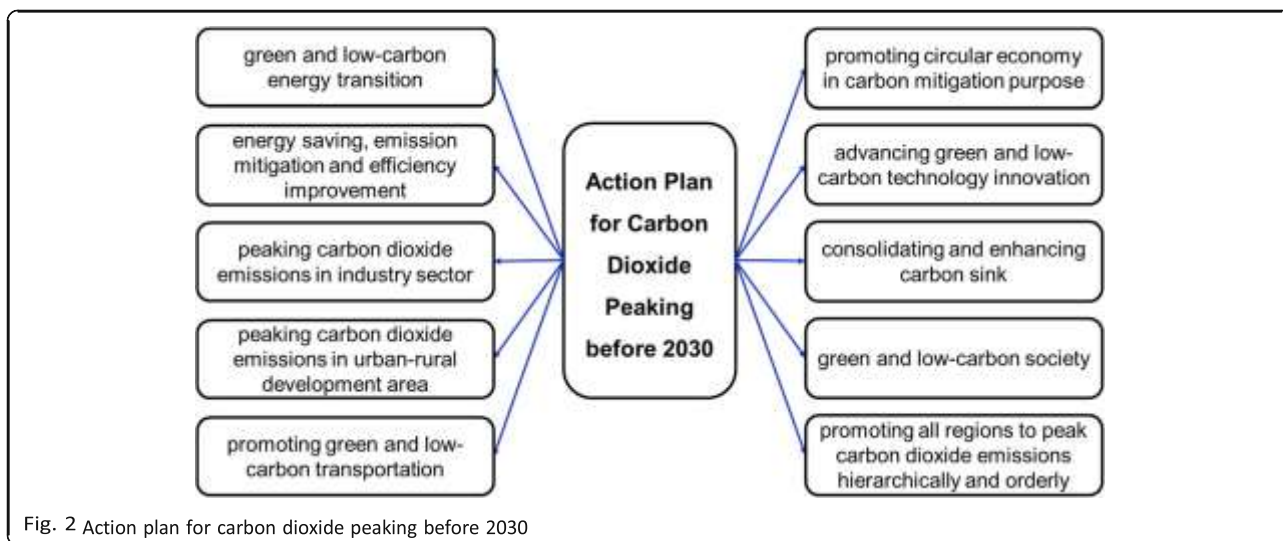 green and low-carbon
energy transition
energy saving, emission
mitigation and efficiency
improvement
peaking carbon dioxide
emissions in industry sector
peaking carbon dioxide
emissions in urban-rural
development area
promoting green and low-
carbon transportation
Action Plan
for Carbon
Dioxide
Peaking
before 2030
promoting circular economy
in carbon mitigation purpose
advancing green and low-
carbon technology innovation
consolidating and enhancing
carbon sink
green and low-carbon society
promoting all regions to peak
carbon dioxide emissions
hierarchically and orderly
Fig. 2 Action plan for carbon dioxide peaking before 2030